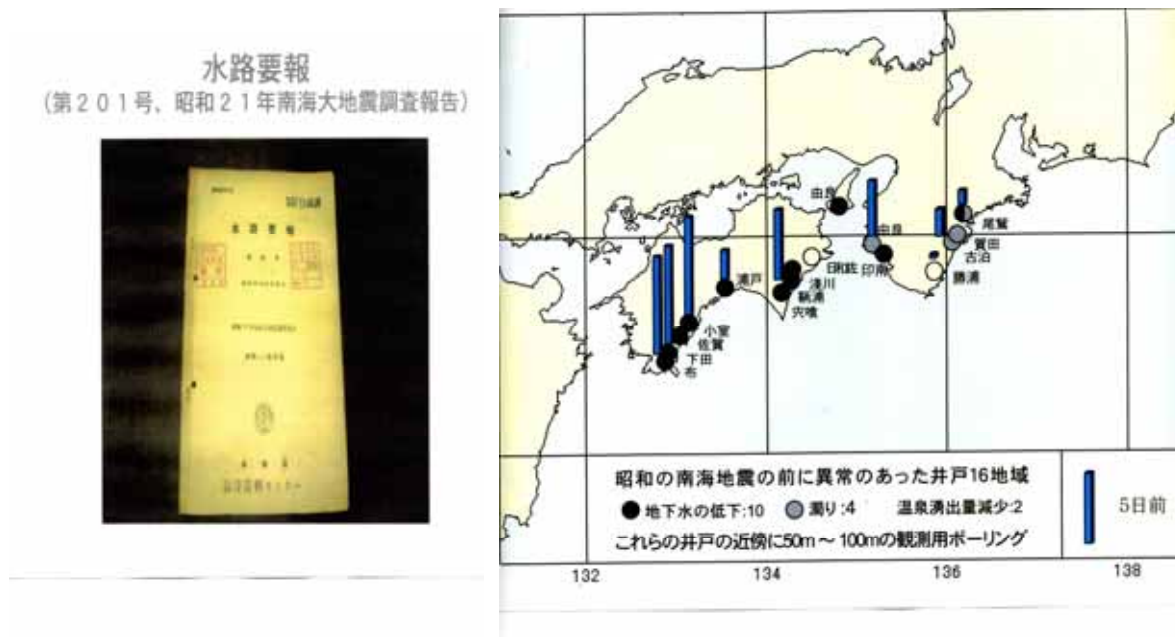 水路要報
(第201号、昭和21年南海大地震調査報告)
水路要報
由良
尾鷲
賀田
古泊
勝浦
由良
印南
日和佐
浅川
鞆浦
宍喰
浦戸
小室
佐賀
下田
布
昭和の南海地震の前に異常のあった井戸16地域
地下水の低下:10 濁り:4 温泉湧出量減少:2
これらの井戸の近傍に50m~100mの観測用ボーリング
5日前
132 134 136 138